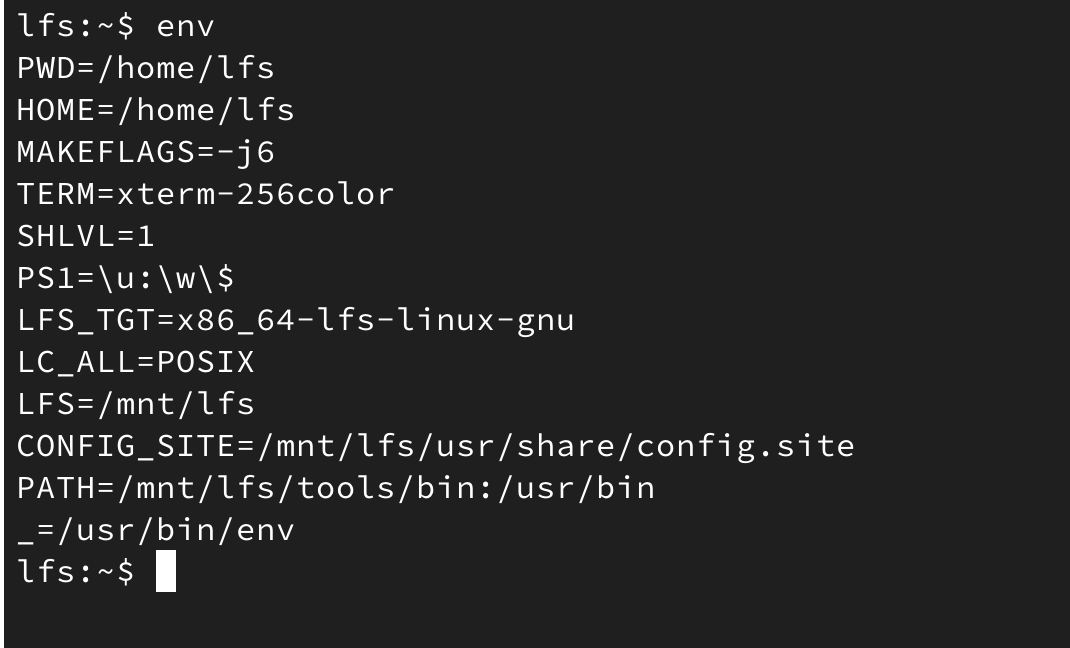 lfs:~$ env
PWD=/home/lfs
HOME=/home/lfs
MAKEFLAGS=-j6
TERM=xterm-256color
SHLVL=1
PS1=\u:\w\$
LFS_TGT=x86_64-lfs-linux-gnu
LC_ALL=POSIX
LFS=/mnt/lfs
CONFIG_SITE=/mnt/lfs/usr/share/config.site
PATH=/mnt/lfs/tools/bin:/usr/bin
_=/usr/bin/env
lfs:~$